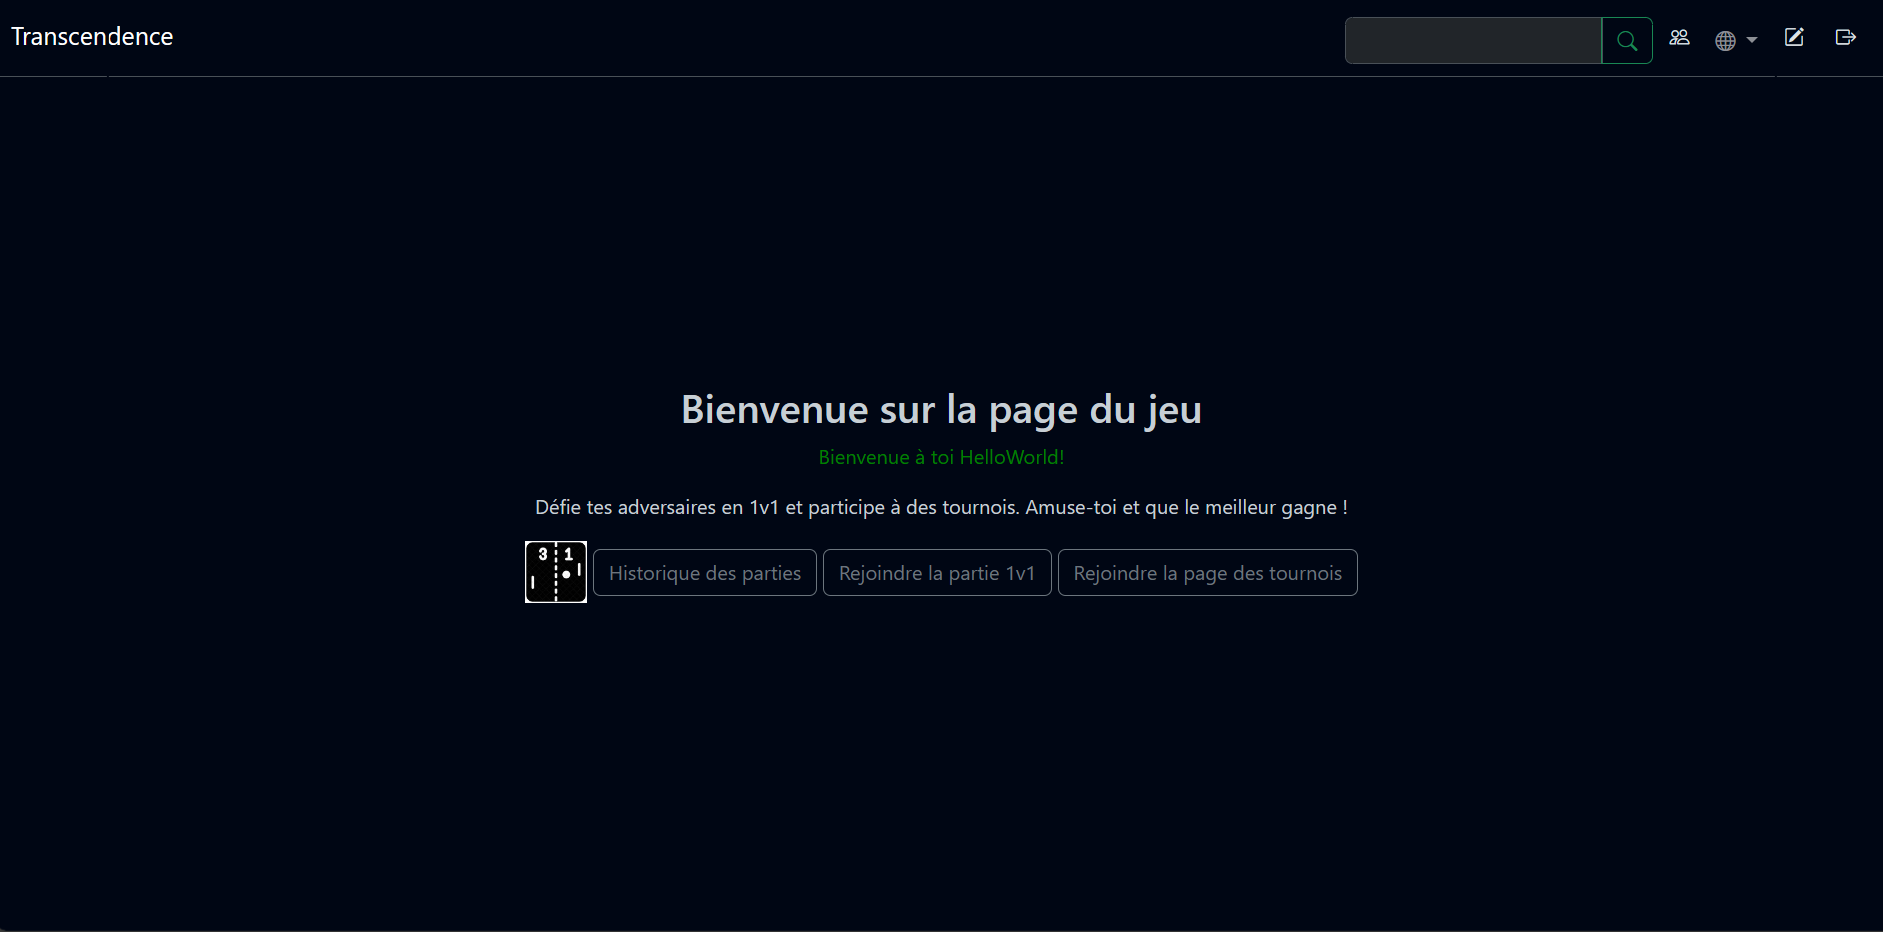 Transcendence
Bienvenue sur la page du jeu
Bienvenue à toi HelloWorld!
Défie tes adversaires en 1v1 et participe à des tournois. Amuse-toi et que le meilleur gagne !
3 1
Historique des parties
Rejoindre la partie 1v1
Rejoindre la page des tournois